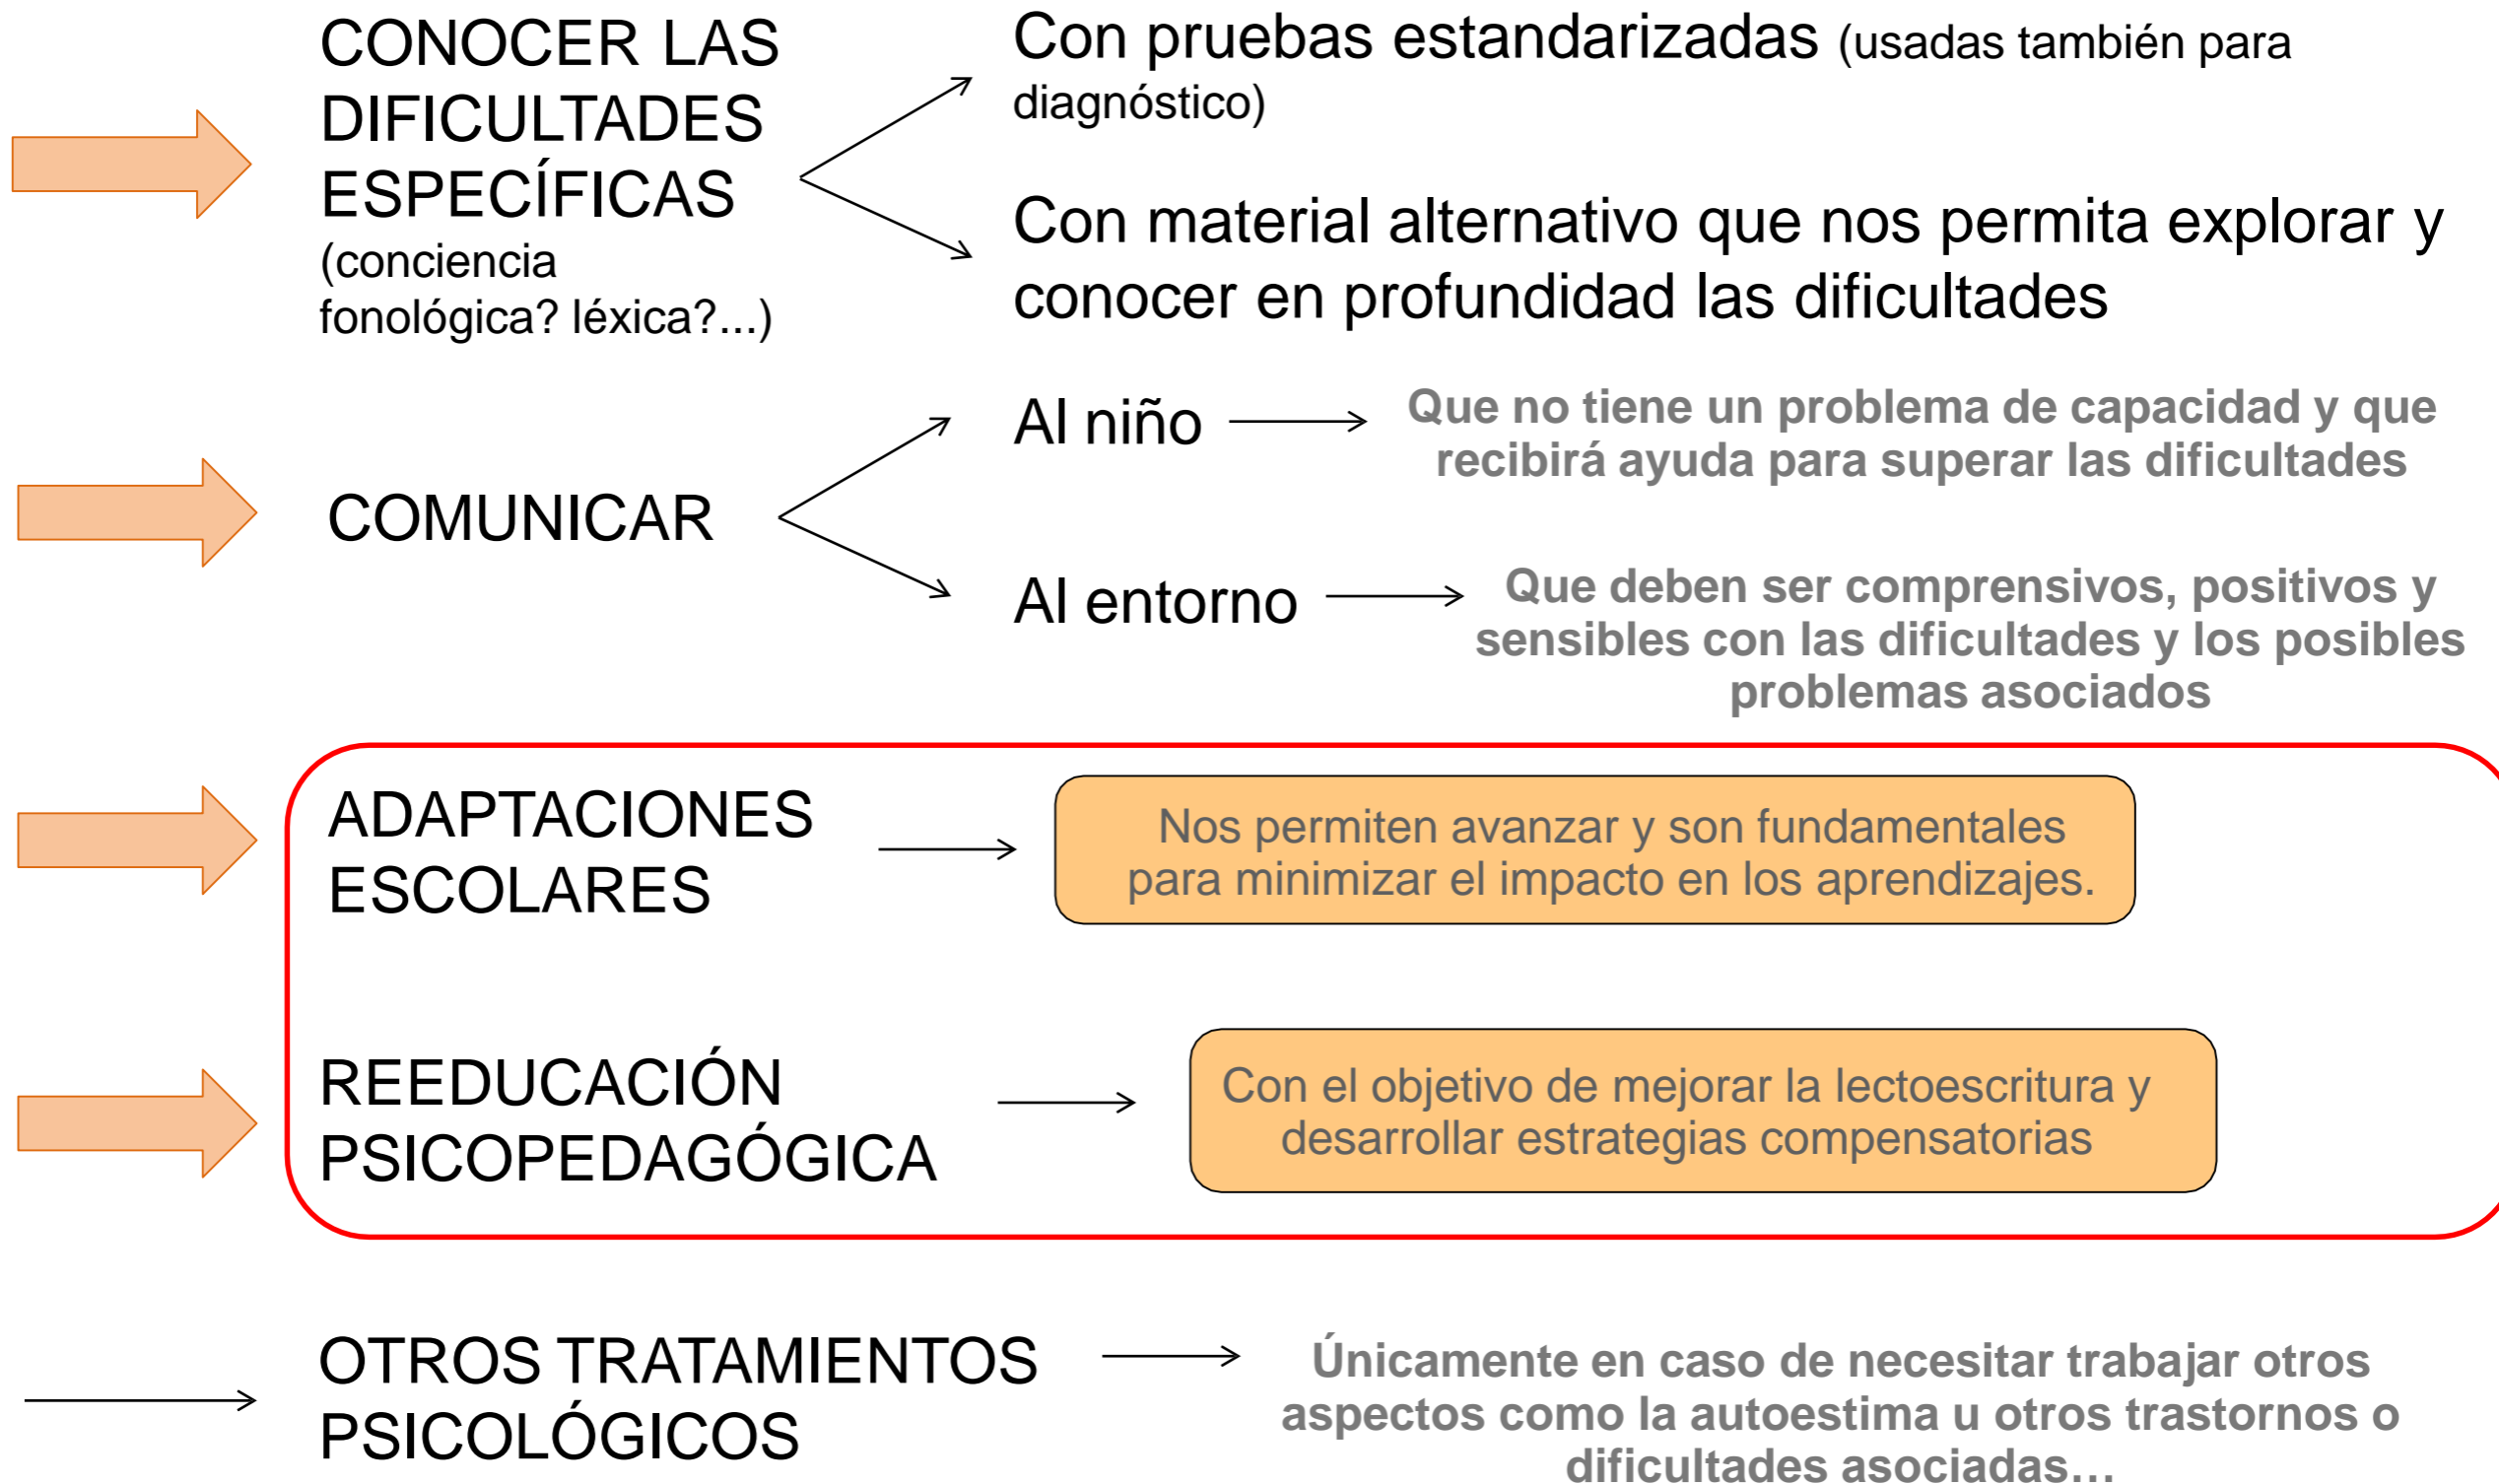 CONOCER LAS
DIFICULTADES
ESPECÍFICAS
(conciencia
fonológica? léxica?...)
Con pruebas estandarizadas (usadas también para
diagnóstico)
Con material alternativo que nos permita explorar y
conocer en profundidad las dificultades
COMUNICAR
Al niño
Que no tiene un problema de capacidad y que
recibirá ayuda para superar las dificultades
Al entorno
Que deben ser comprensivos, positivos y
sensibles con las dificultades y los posibles
problemas asociados
ADAPTACIONES
ESCOLARES
Nos permiten avanzar y son fundamentales
para minimizar el impacto en los aprendizajes.
REEDUCACIÓN
PSICOPEDAGÓGICA
Con el objetivo de mejorar la lectoescritura y
desarrollar estrategias compensatorias
OTROS TRATAMIENTOS
PSICOLÓGICOS
Únicamente en caso de necesitar trabajar otros
aspectos como la autoestima u otros trastornos o
dificultades asociadas…